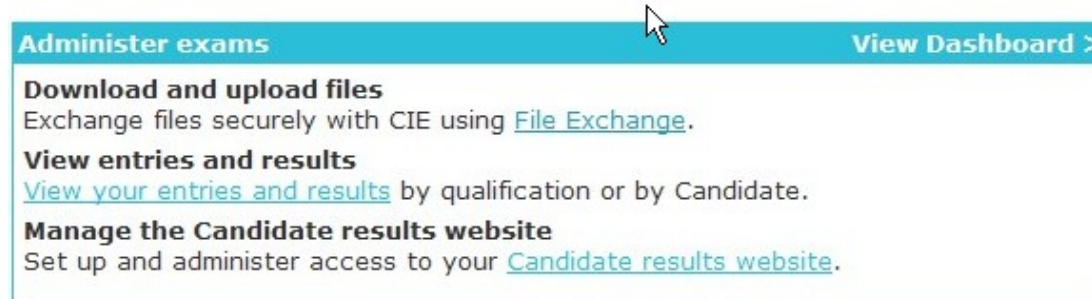 Administer exams View Dashboard >
Download and upload files
Exchange files securely with CIE using File Exchange.
View entries and results
View your entries and results by qualification or by Candidate.
Manage the Candidate results website
Set up and administer access to your Candidate results website.